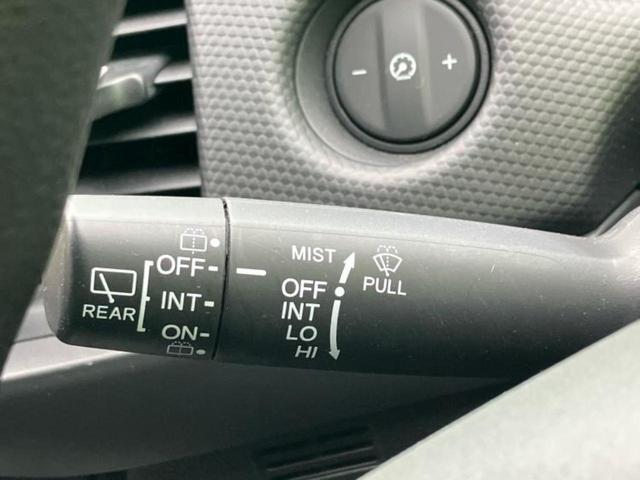 - +
MIST
PULL
OFF
INT
LO
HI
REAR
OFF-
INT-
ON-